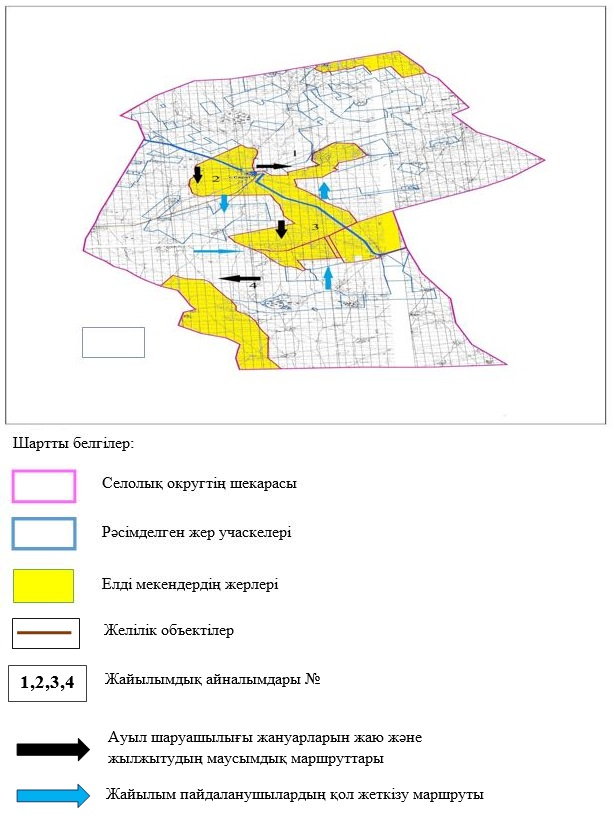 1
2
3
4
Шартты белгілер:
Селолық округтің шекарасы
Рәсімделген жер учаскелері
Елді мекендердің жерлері
Желілік объектілер
1,2,3,4
Жайылымдық айналымдары №
Ауыл шаруашылығы жануарларын жаю және
жылжытудың маусымдық маршруттары
Жайылым пайдаланушылардың қол жеткізу маршруты